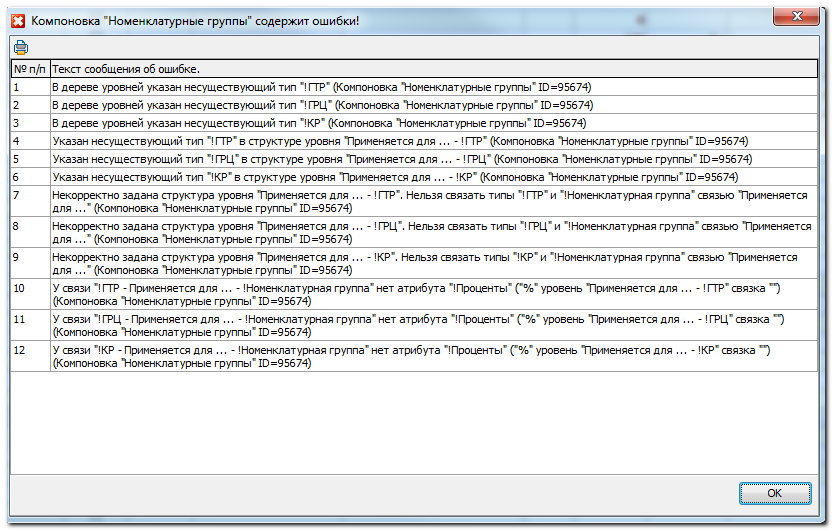 Компоновка "Номенклатурные группы" содержит ошибки!
№ п/п Текст сообщения об ошибке.
1 В дереве уровней указан несуществующий тип "!ГТР" (Компоновка "Номенклатурные группы" ID=95674)
2 В дереве уровней указан несуществующий тип "!ГРЦ" (Компоновка "Номенклатурные группы" ID=95674)
3 В дереве уровней указан несуществующий тип "!КР" (Компоновка "Номенклатурные группы" ID=95674)
4 Указан несуществующий тип "!ГТР" в структуре уровня "Применяется для ... - !ГТР" (Компоновка "Номенклатурные группы" ID=95674)
5 Указан несуществующий тип "!ГРЦ" в структуре уровня "Применяется для ... - !ГРЦ" (Компоновка "Номенклатурные группы" ID=95674)
6 Указан несуществующий тип "!КР" в структуре уровня "Применяется для ... - !КР" (Компоновка "Номенклатурные группы" ID=95674)
7 Некорректно задана структура уровня "Применяется для ... - !ГТР". Нельзя связать типы "!ГТР" и "!Номенклатурная группа" связью "Применяется
для ..." (Компоновка "Номенклатурные группы" ID=95674)
8 Некорректно задана структура уровня "Применяется для ... - !ГРЦ". Нельзя связать типы "!ГРЦ" и "!Номенклатурная группа" связью "Применяется
для ..." (Компоновка "Номенклатурные группы" ID=95674)
9 Некорректно задана структура уровня "Применяется для ... - !КР". Нельзя связать типы "!КР" и "!Номенклатурная группа" связью "Применяется
для ..." (Компоновка "Номенклатурные группы" ID=95674)
10 У связи "!ГТР - Применяется для ... - !Номенклатурная группа" нет атрибута "!Проценты" ("%" уровень "Применяется для ... - !ГТР" связка "")
(Компоновка "Номенклатурные группы" ID=95674)
11 У связи "!ГРЦ - Применяется для ... - !Номенклатурная группа" нет атрибута "!Проценты" ("%" уровень "Применяется для ... - !ГРЦ" связка "")
(Компоновка "Номенклатурные группы" ID=95674)
12 У связи "!КР - Применяется для ... - !Номенклатурная группа" нет атрибута "!Проценты" ("%" уровень "Применяется для ... - !КР" связка "")
(Компоновка "Номенклатурные группы" ID=95674)
OK